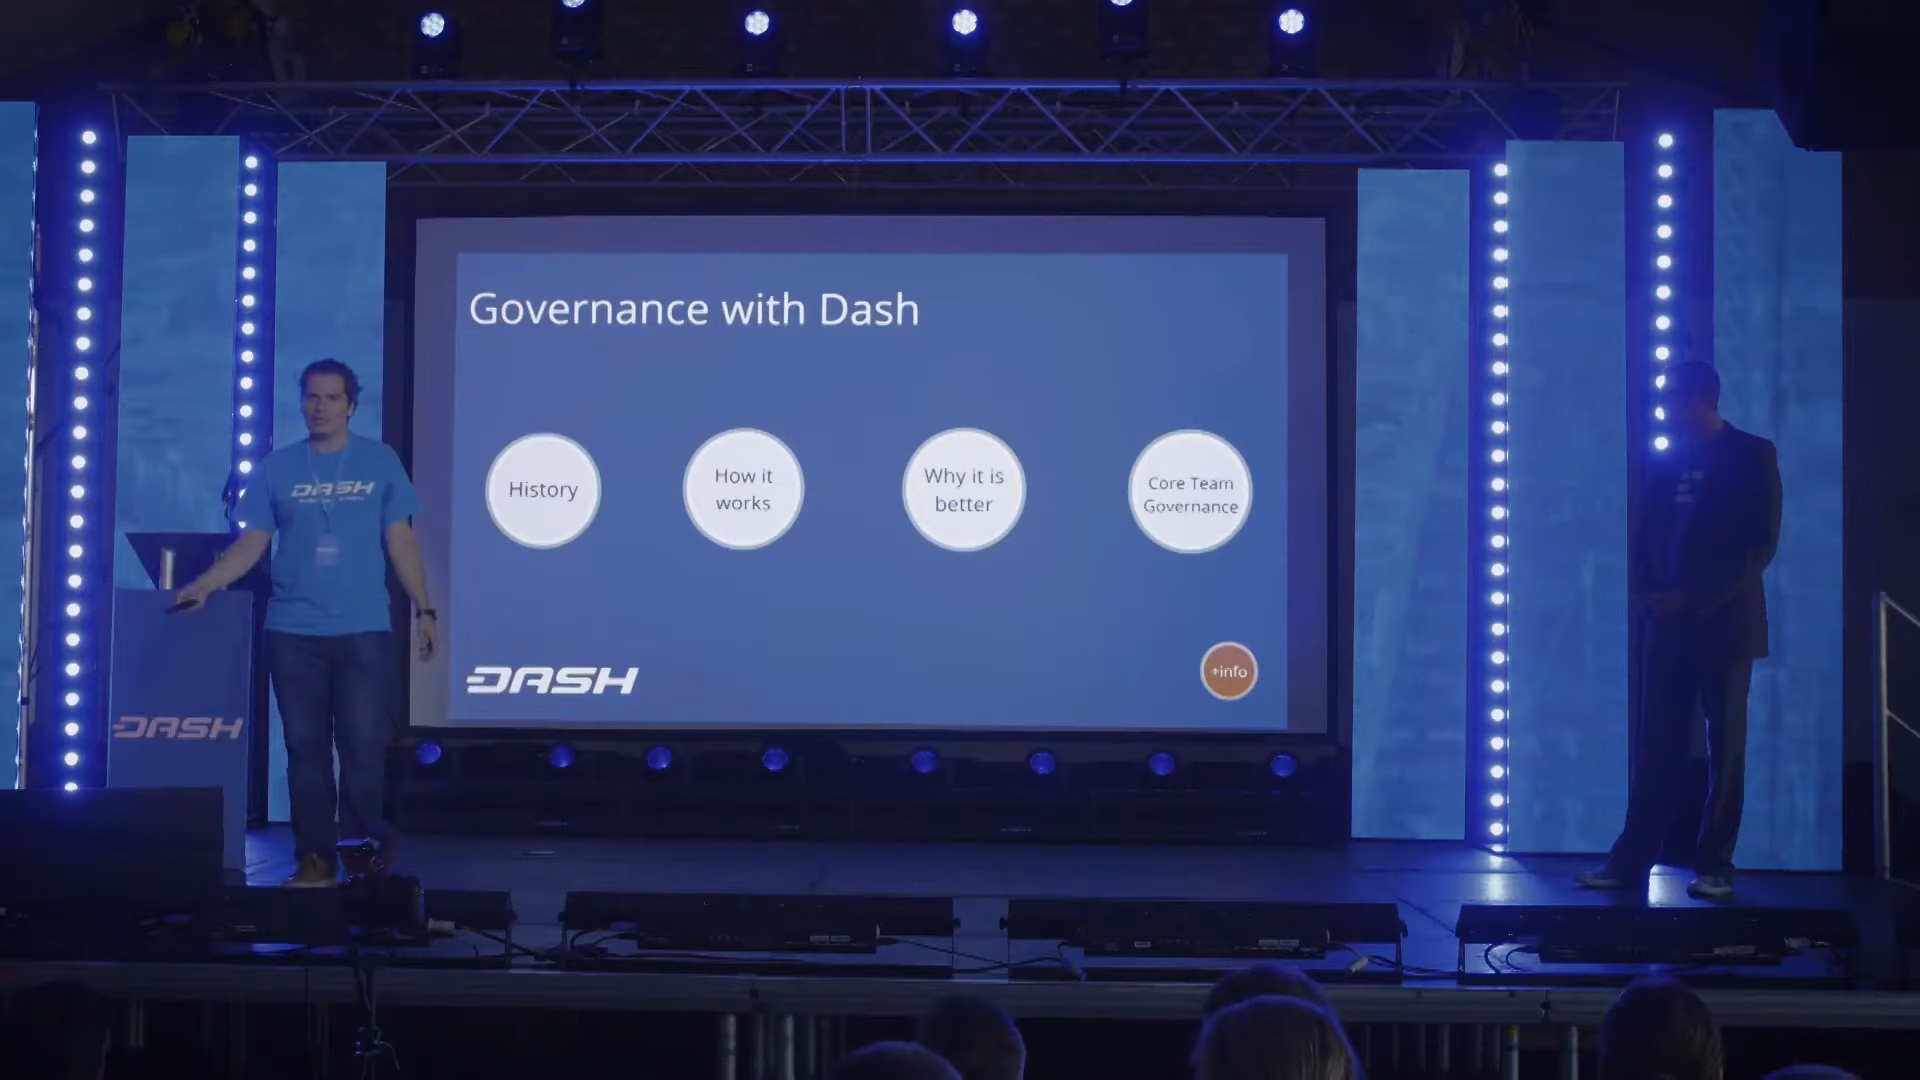 Governance with Dash
History
How it
works
Why it is
better
Core Team
Governance
DASH
+info
DASH
DASH